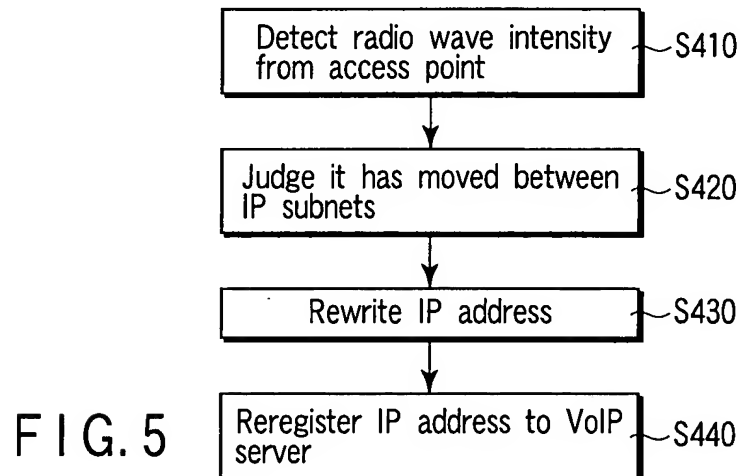 Detect radio wave intensity
from access point
S410
Judge it has moved between
IP subnets
S420
Rewrite IP address
S430
Reregister IP address to VoIP
server
S440
FIG. 5